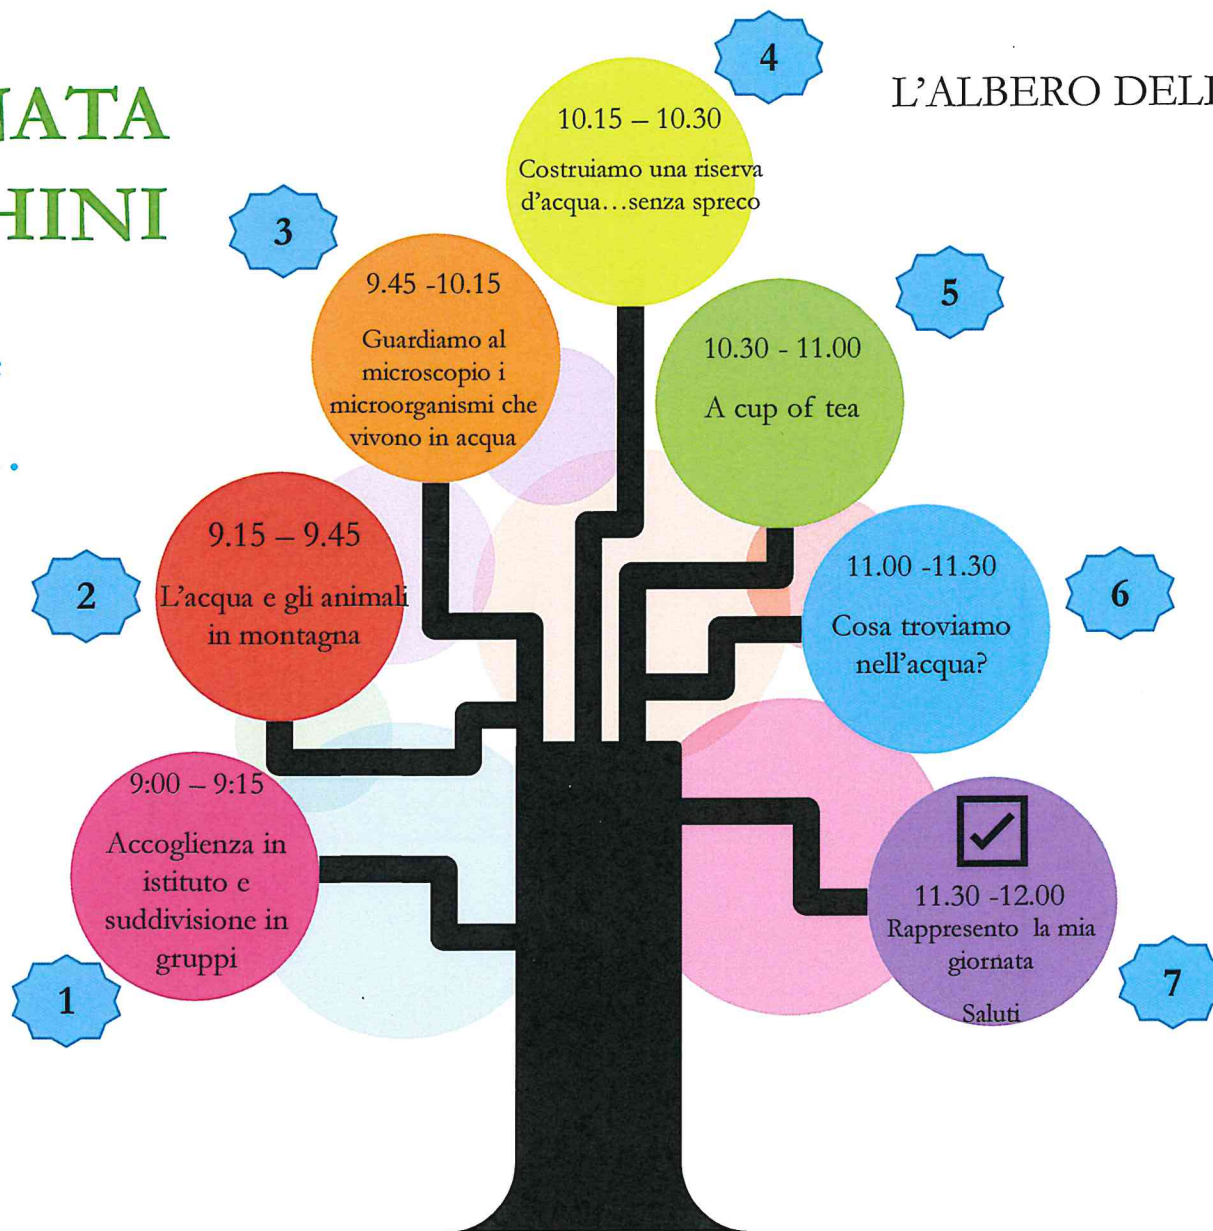 NATA
HINI
L'ALBERO DELL
4
10.15 – 10.30
Costruiamo una riserva
d'acqua…senza spreco
3
9.45 -10.15
Guardiamo al
microscopio i
microorganismi che
vivono in acqua
5
10.30 - 11.00
A cup of tea
2
9.15 – 9.45
L'acqua e gli animali
in montagna
6
11.00 -11.30
Cosa troviamo
nell'acqua?
1
9:00 – 9:15
Accoglienza in
istituto e
suddivisione in
gruppi
7
11.30 -12.00
Rappresento la mia
giornata
Saluti